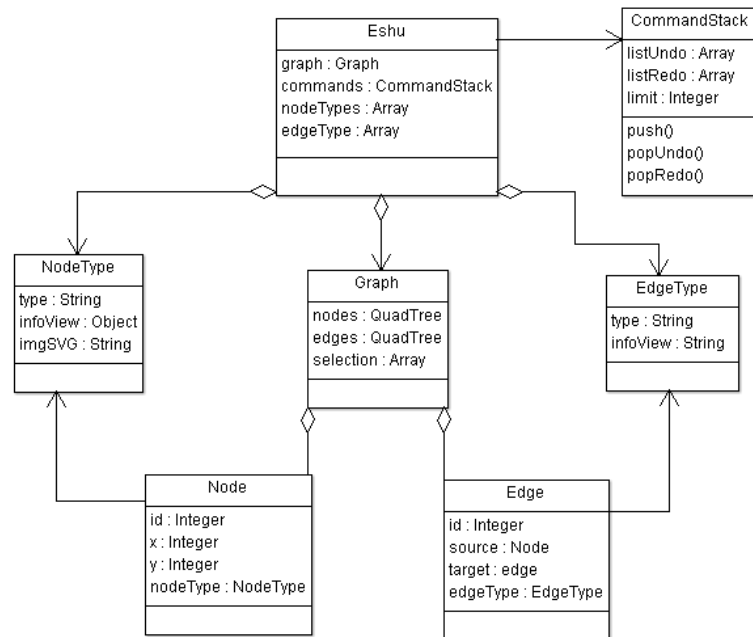 Eshu
graph : Graph
commands : CommandStack
nodeTypes : Array
edgeType : Array
CommandStack
listUndo : Array
listRedo : Array
limit : Integer
push()
popUndo()
popRedo()
NodeType
type : String
infoView : Object
imgSVG : String
Graph
nodes : QuadTree
edges : QuadTree
selection : Array
EdgeType
type : String
infoView : String
Node
id : Integer
x : Integer
y : Integer
nodeType : NodeType
Edge
id : Integer
source : Node
target : edge
edgeType : EdgeType